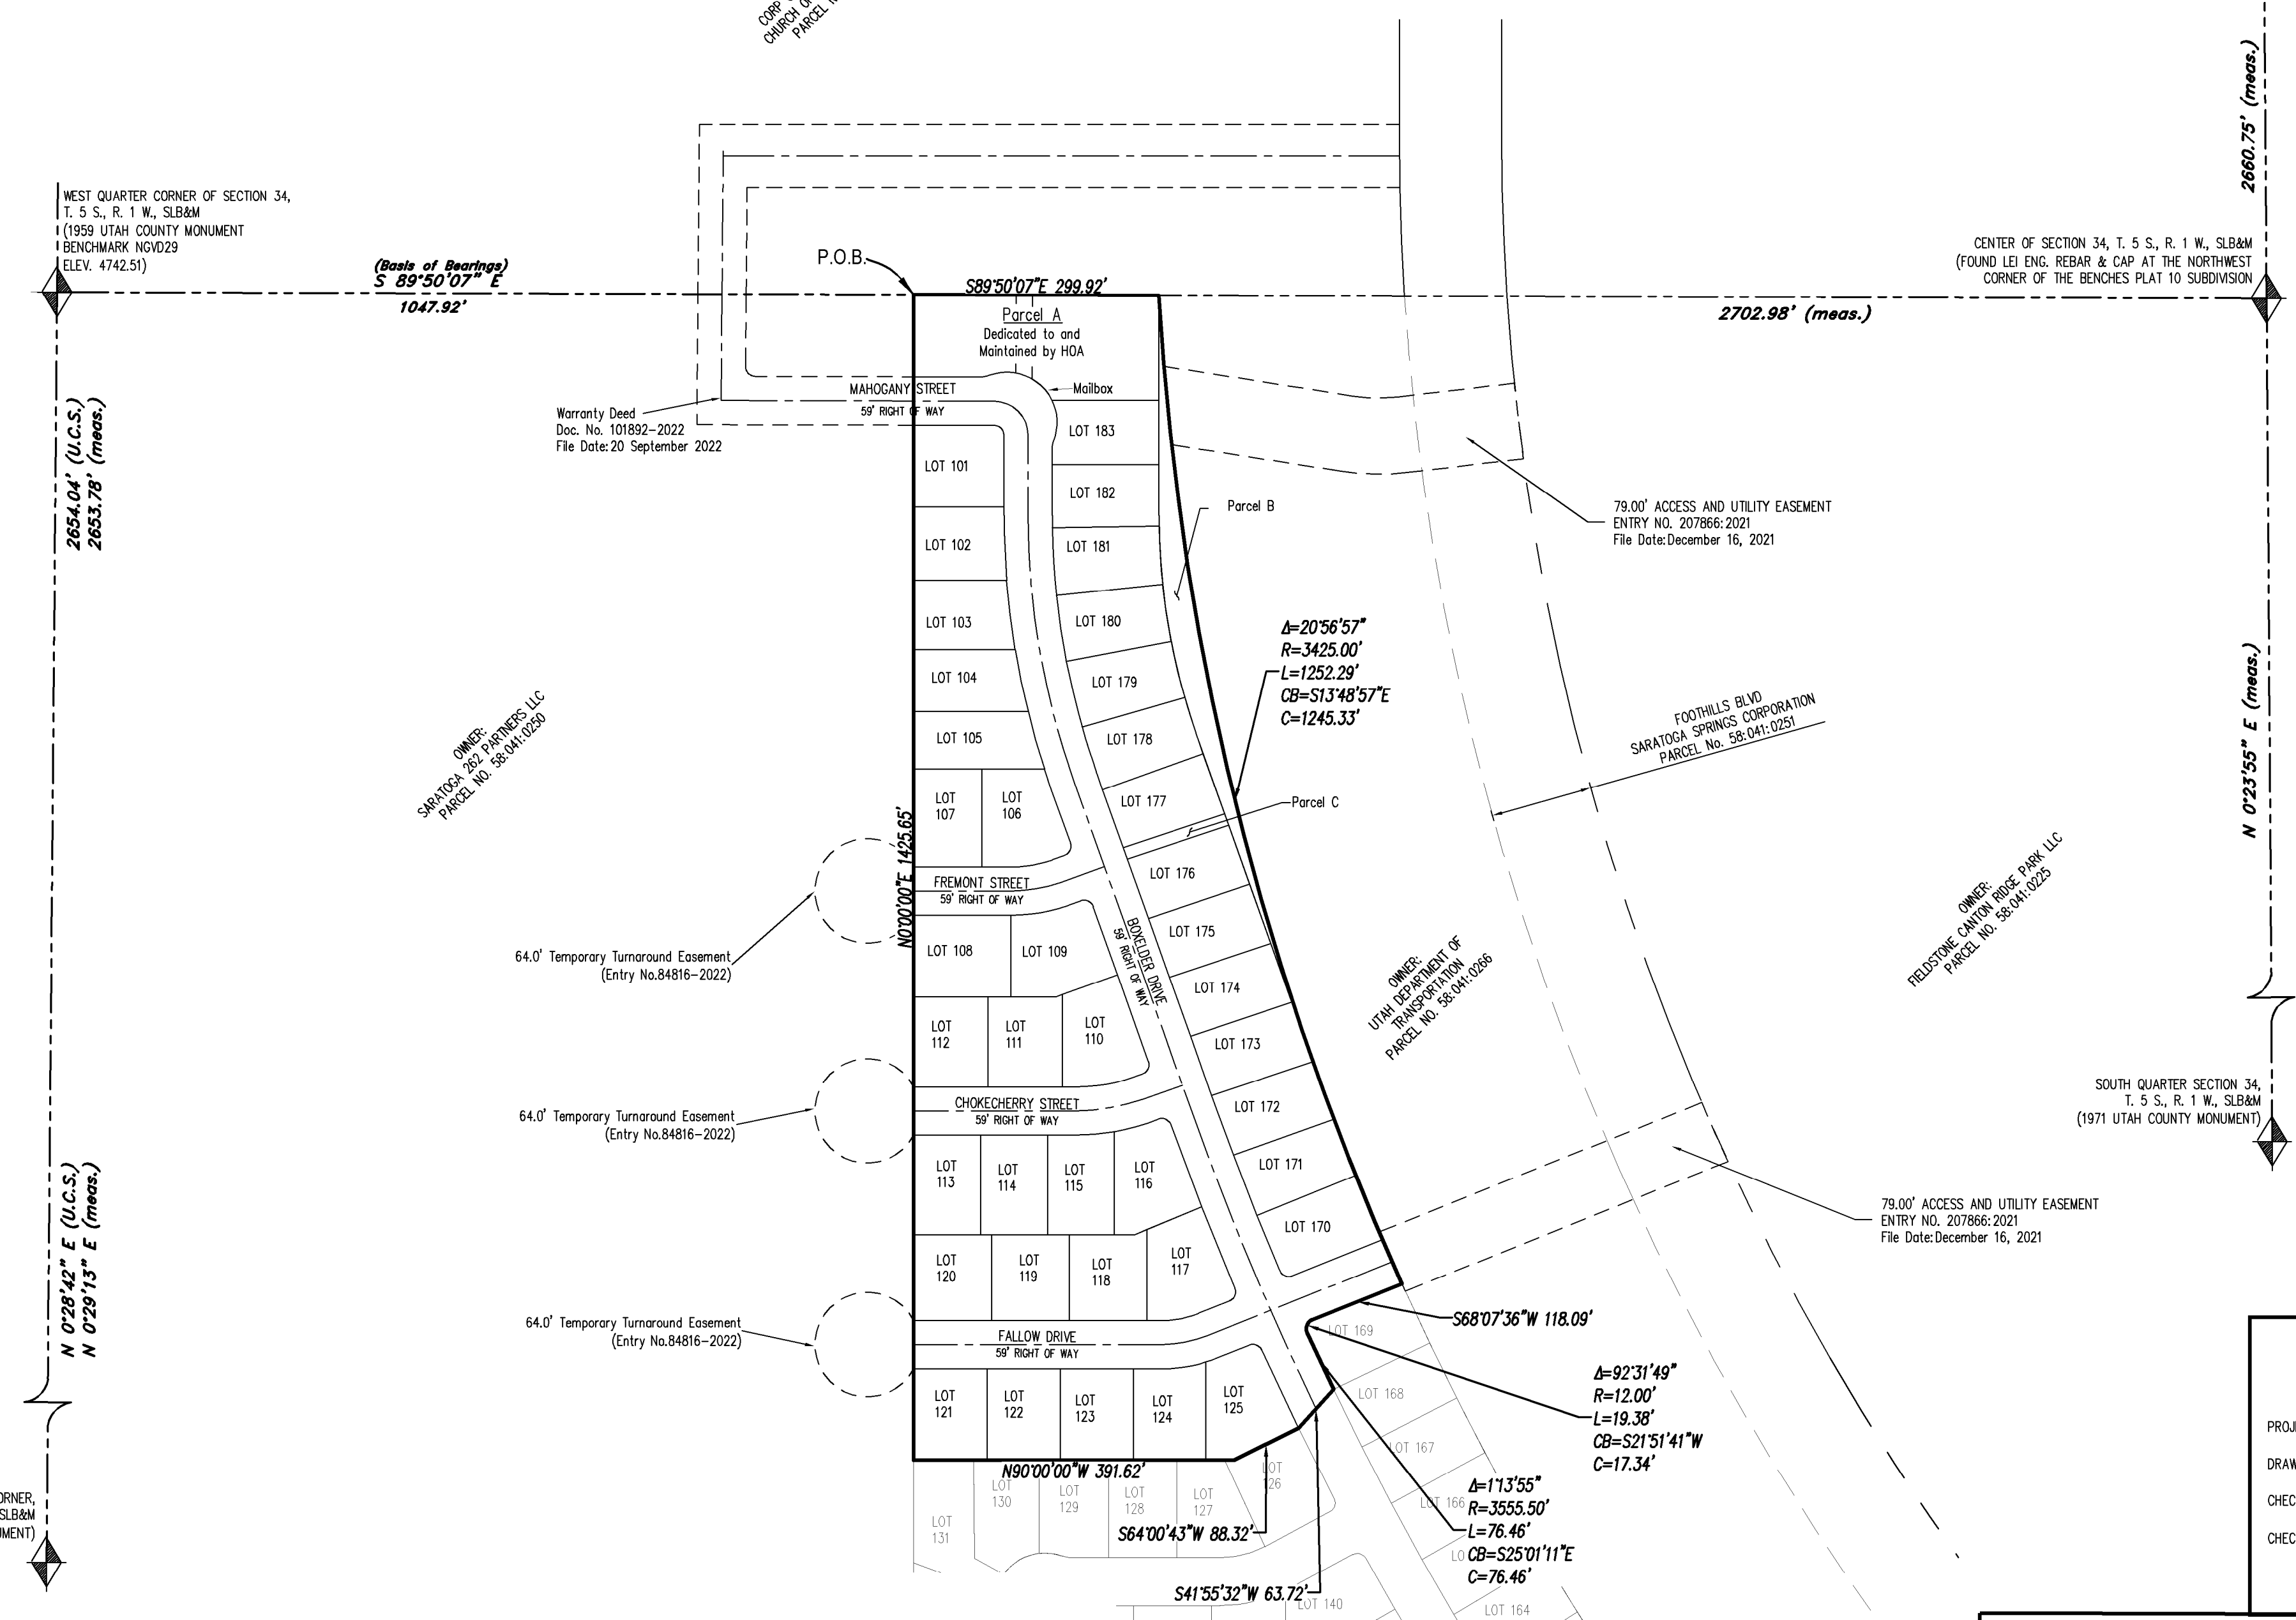 CORP
CHURCH OF
PARCEL
2660.75' (meas.)
WEST QUARTER CORNER OF SECTION 34,
T. 5 S., R. 1 W., SLB&M
(1959 UTAH COUNTY MONUMENT
BENCHMARK NGVD29
ELEV. 4742.51)
(Basis of Bearings)
S 89°50'07" E
1047.92'
P.O.B.
S89°50'07"E 299.92'
CENTER OF SECTION 34, T. 5 S., R. 1 W., SLB&M
(FOUND LEI ENG. REBAR & CAP AT THE NORTHWEST
CORNER OF THE BENCHES PLAT 10 SUBDIVISION
2702.98' (meas.)
Parcel A
Dedicated to and
Maintained by HOA
MAHOGANY STREET
59' RIGHT OF WAY
Mailbox
Warranty Deed
Doc. No. 101892-2022
File Date: 20 September 2022
2654.04' (U.C.S.)
2653.78' (meas.)
LOT 183
LOT 101
LOT 182
Parcel B
79.00' ACCESS AND UTILITY EASEMENT
ENTRY NO. 207866:2021
File Date: December 16, 2021
LOT 102
LOT 181
LOT 103
LOT 180
Δ=20°56'57"
R=3425.00'
L=1252.29'
CB=S13°48'57"E
C=1245.33'
LOT 104
LOT 179
LOT 105
LOT 178
OWNER:
SARATOGA 262 PARTNERS LLC
PARCEL NO. 58:041:0250
FOOTHILLS BLVD
SARATOGA SPRINGS CORPORATION
PARCEL No. 58:041:0251
N 0°23'55" E (meas.)
LOT
107
LOT
106
LOT 177
Parcel C
N0°00'00"E 1425.65'
FREMONT STREET
59' RIGHT OF WAY
LOT 176
OWNER:
FIELDSTONE CANTON RIDGE PARK LLC
PARCEL NO. 58:041:0225
64.0' Temporary Turnaround Easement
(Entry No.84816-2022)
LOT 108
LOT 109
BOXELDER DRIVE
59' RIGHT OF WAY
LOT 175
LOT 174
OWNER:
UTAH DEPARTMENT OF
TRANSPORTATION
PARCEL NO. 58:041:0266
LOT
112
LOT
111
LOT
110
LOT 173
64.0' Temporary Turnaround Easement
(Entry No.84816-2022)
CHOKECHERRY STREET
59' RIGHT OF WAY
LOT 172
SOUTH QUARTER SECTION 34,
T. 5 S., R. 1 W., SLB&M
(1971 UTAH COUNTY MONUMENT)
LOT
113
LOT
114
LOT
115
LOT
116
LOT 171
LOT 170
79.00' ACCESS AND UTILITY EASEMENT
ENTRY NO. 207866:2021
File Date: December 16, 2021
N 0°28'42" E (U.C.S.)
N 0°29'13" E (meas.)
LOT
120
LOT
119
LOT
118
LOT
117
64.0' Temporary Turnaround Easement
(Entry No.84816-2022)
FALLOW DRIVE
59' RIGHT OF WAY
S68°07'36"W 118.09'
LOT 169
LOT
121
LOT
122
LOT
123
LOT
124
LOT
125
LOT 168
Δ=92°31'49"
R=12.00'
L=19.38'
CB=S21°51'41"W
C=17.34'
LOT 167
N90°00'00"W 391.62'
LOT
131
LOT
130
LOT
129
LOT
128
LOT
127
LOT
126
LOT 166
Δ=1°13'55"
R=3555.50'
L=76.46'
CB=S25°01'11"E
C=76.46'
S64°00'43"W 88.32'
S41°55'32"W 63.72'
LOT 140
LOT 164
ORNER,
SLB&M
UMENT)
PROJ
DRAW
CHEC
CHEC